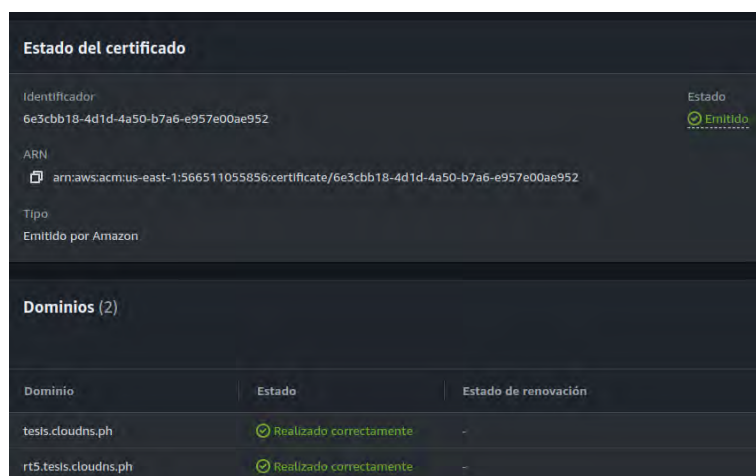 Estado del certificado
Identificador
6e3cbb18-4d1d-4a50-b7a6-e957e00ae952
Estado
Emitido
ARN
arn:aws:acm:us-east-1:566511055856:certificate/6e3cbb18-4d1d-4a50-b7a6-e957e00ae952
Tipo
Emitido por Amazon
Dominios (2)
Dominio Estado Estado de renovación
tesis.cloudns.ph Realizado correctamente -
rt5.tesis.cloudns.ph Realizado correctamente -